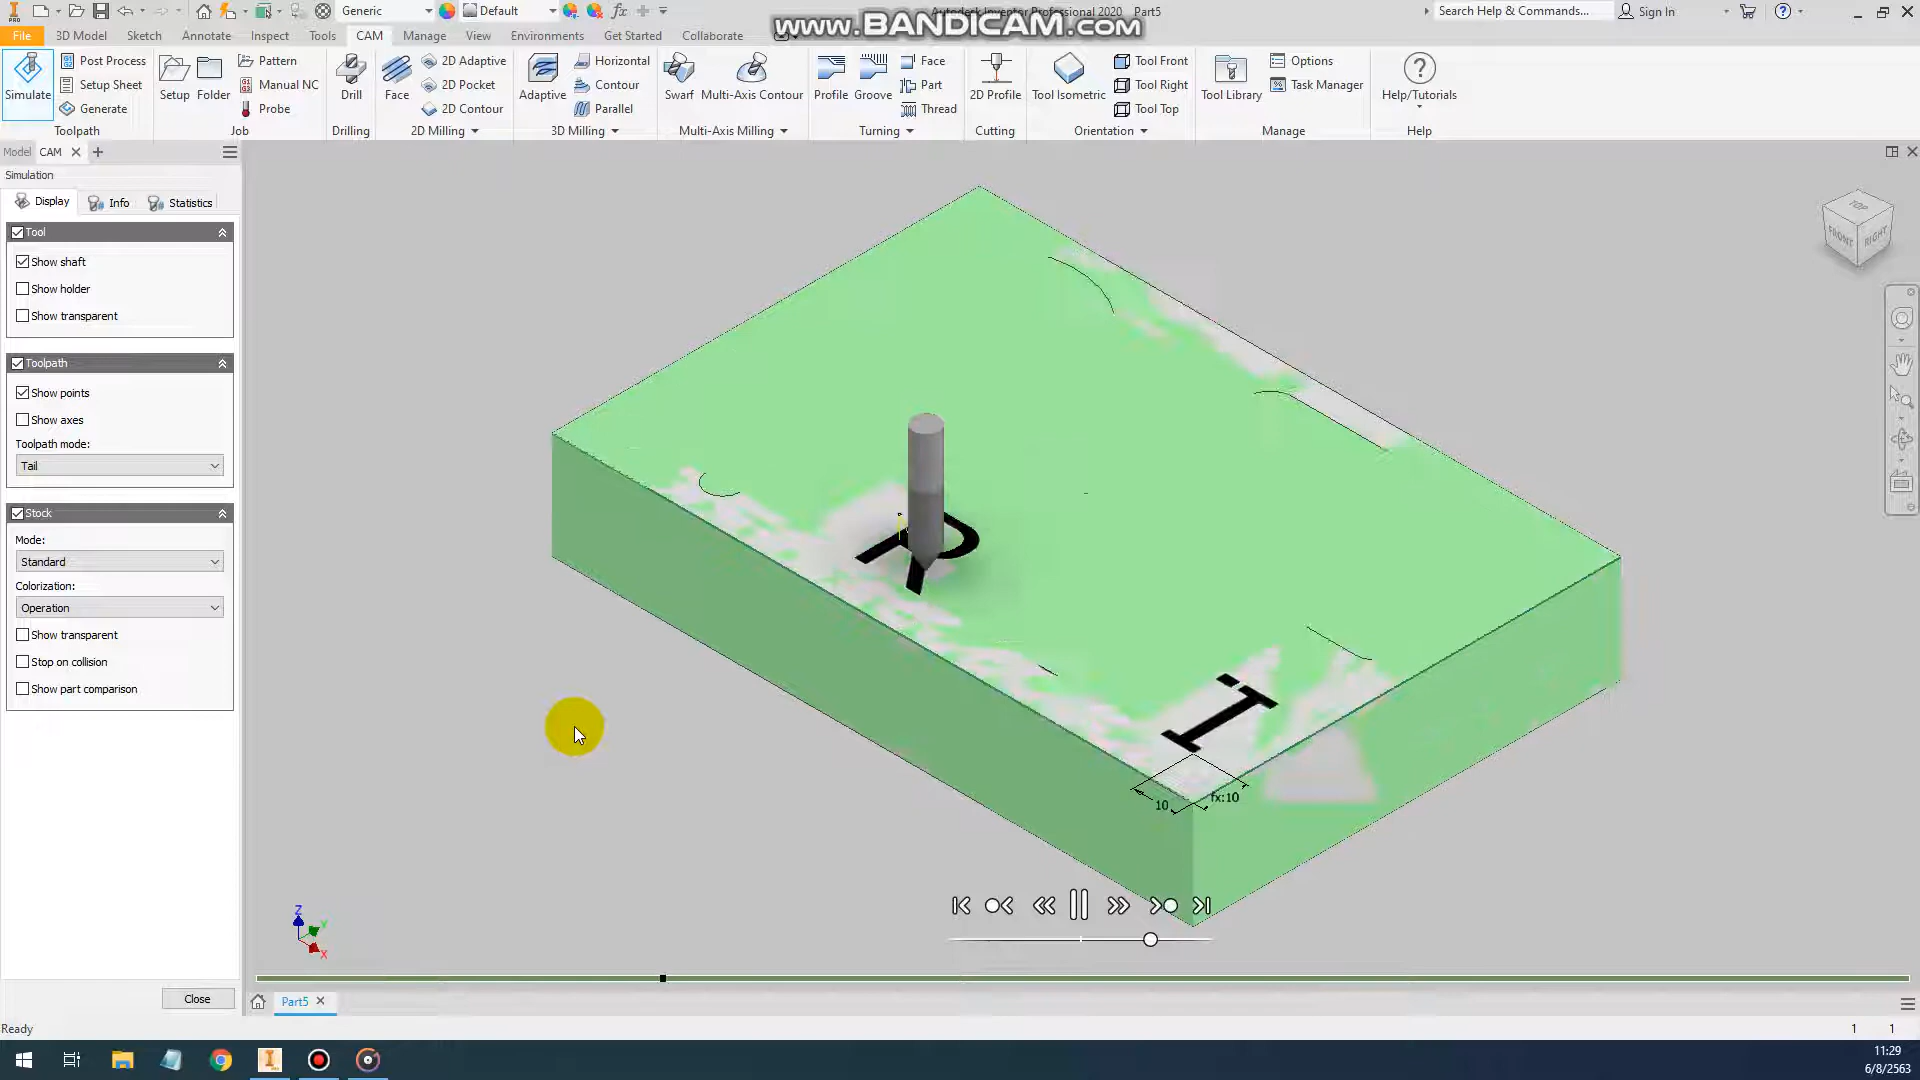 Generic
Default
Autodesk Inventor Professional 2020 Part5
www.BANDICAM.com
Search Help & Commands...
Sign In
File 3D Model Sketch Annotate Inspect Tools CAM Manage View Environments Get Started Collaborate
Simulate
Post Process
Setup Sheet
Generate
Toolpath
Setup
Folder
Pattern
Manual NC
Probe
Job
Drill
Drilling
Face
2D Adaptive
2D Pocket
2D Contour
2D Milling
Adaptive
Horizontal
Contour
Parallel
3D Milling
Swarf
Multi-Axis Contour
Multi-Axis Milling
Profile
Groove
Face
Part
Thread
Turning
2D Profile
Cutting
Tool Isometric
Tool Front
Tool Right
Tool Top
Orientation
Tool Library
Options
Task Manager
Manage
Help/Tutorials
Help
Model CAM
Simulation
Display Info Statistics
Tool
Show shaft
Show holder
Show transparent
Toolpath
Show points
Show axes
Toolpath mode:
Tail
Stock
Mode:
Standard
Colorization:
Operation
Show transparent
Stop on collision
Show part comparison
Close
TOP
FRONT
RIGHT
R
i
10
fx:10
Z
Y
X
Part5
Ready
1 1
11:29
6/8/2563